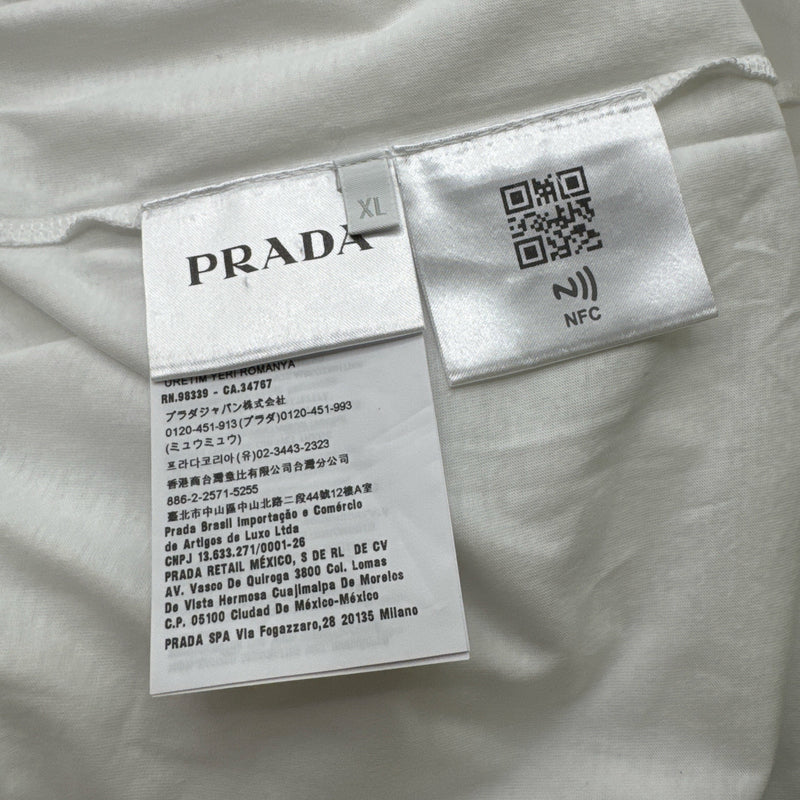 XL
PRADA
NFC
ÜRETİM YERİ ROMANYA
RN.98339 - CA.34767
プラダジャパン株式会社
0120-451-913(プラダ)0120-451-993
(ミュウミュウ)
프라다코리아(유)02-3443-2323
香港商台灣壹比有限公司台灣分公司
886-2-2571-5255
臺北市中山區中山北路二段44號12樓A室
Prada Brasil Importação e Comércio
de Artigos de Luxo Ltda
CNPJ 13.633.271/0001-26
PRADA RETAIL MÉXICO, S DE RL DE CV
AV. Vasco De Quiroga 3800 Col. Lomas
De Vista Hermosa Cuajimalpa De Morelos
C.P. 05100 Ciudad De México-México
PRADA SPA Via Fogazzaro,28 20135 Milano